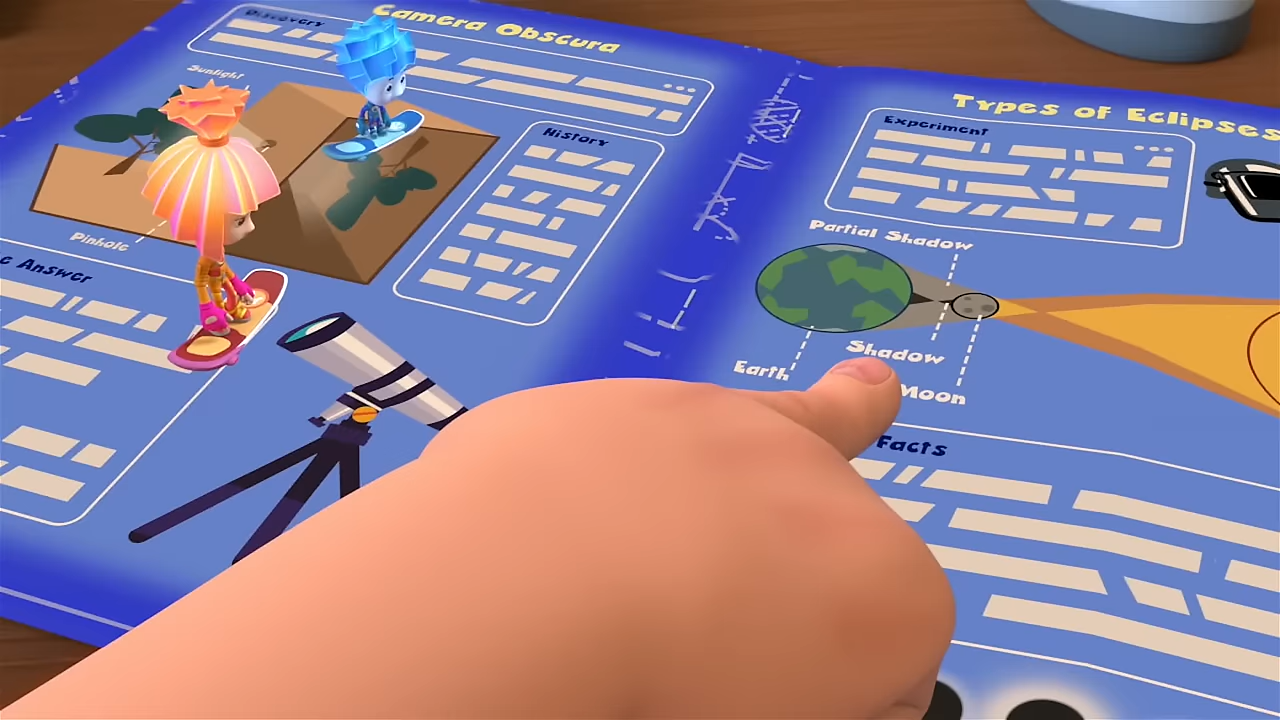 Camera Obscura
Discovery
Sunlight
History
Pinhole
e Answer
Types of Eclipses
Experiment
Partial Shadow
Shadow
Earth
Moon
Facts